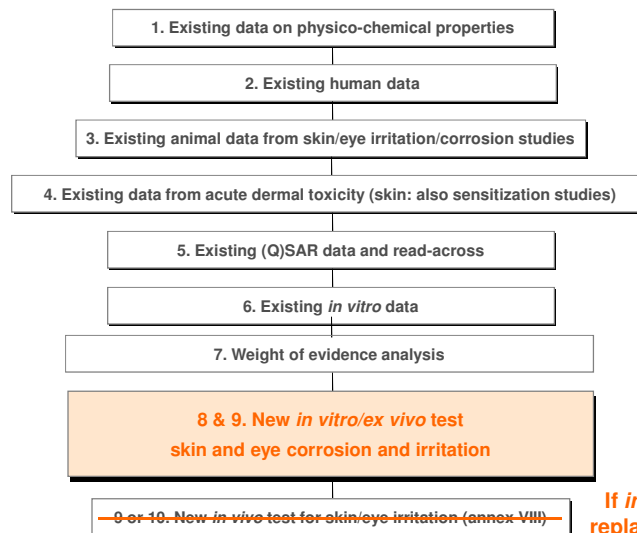 1. Existing data on physico-chemical properties
2. Existing human data
3. Existing animal data from skin/eye irritation/corrosion studies
4. Existing data from acute dermal toxicity (skin: also sensitization studies)
5. Existing (Q)SAR data and read-across
6. Existing in vitro data
7. Weight of evidence analysis
8 & 9. New in vitro/ex vivo test
skin and eye corrosion and irritation
9 or 10. New in vivo test for skin/eye irritation (annex VIII)
If